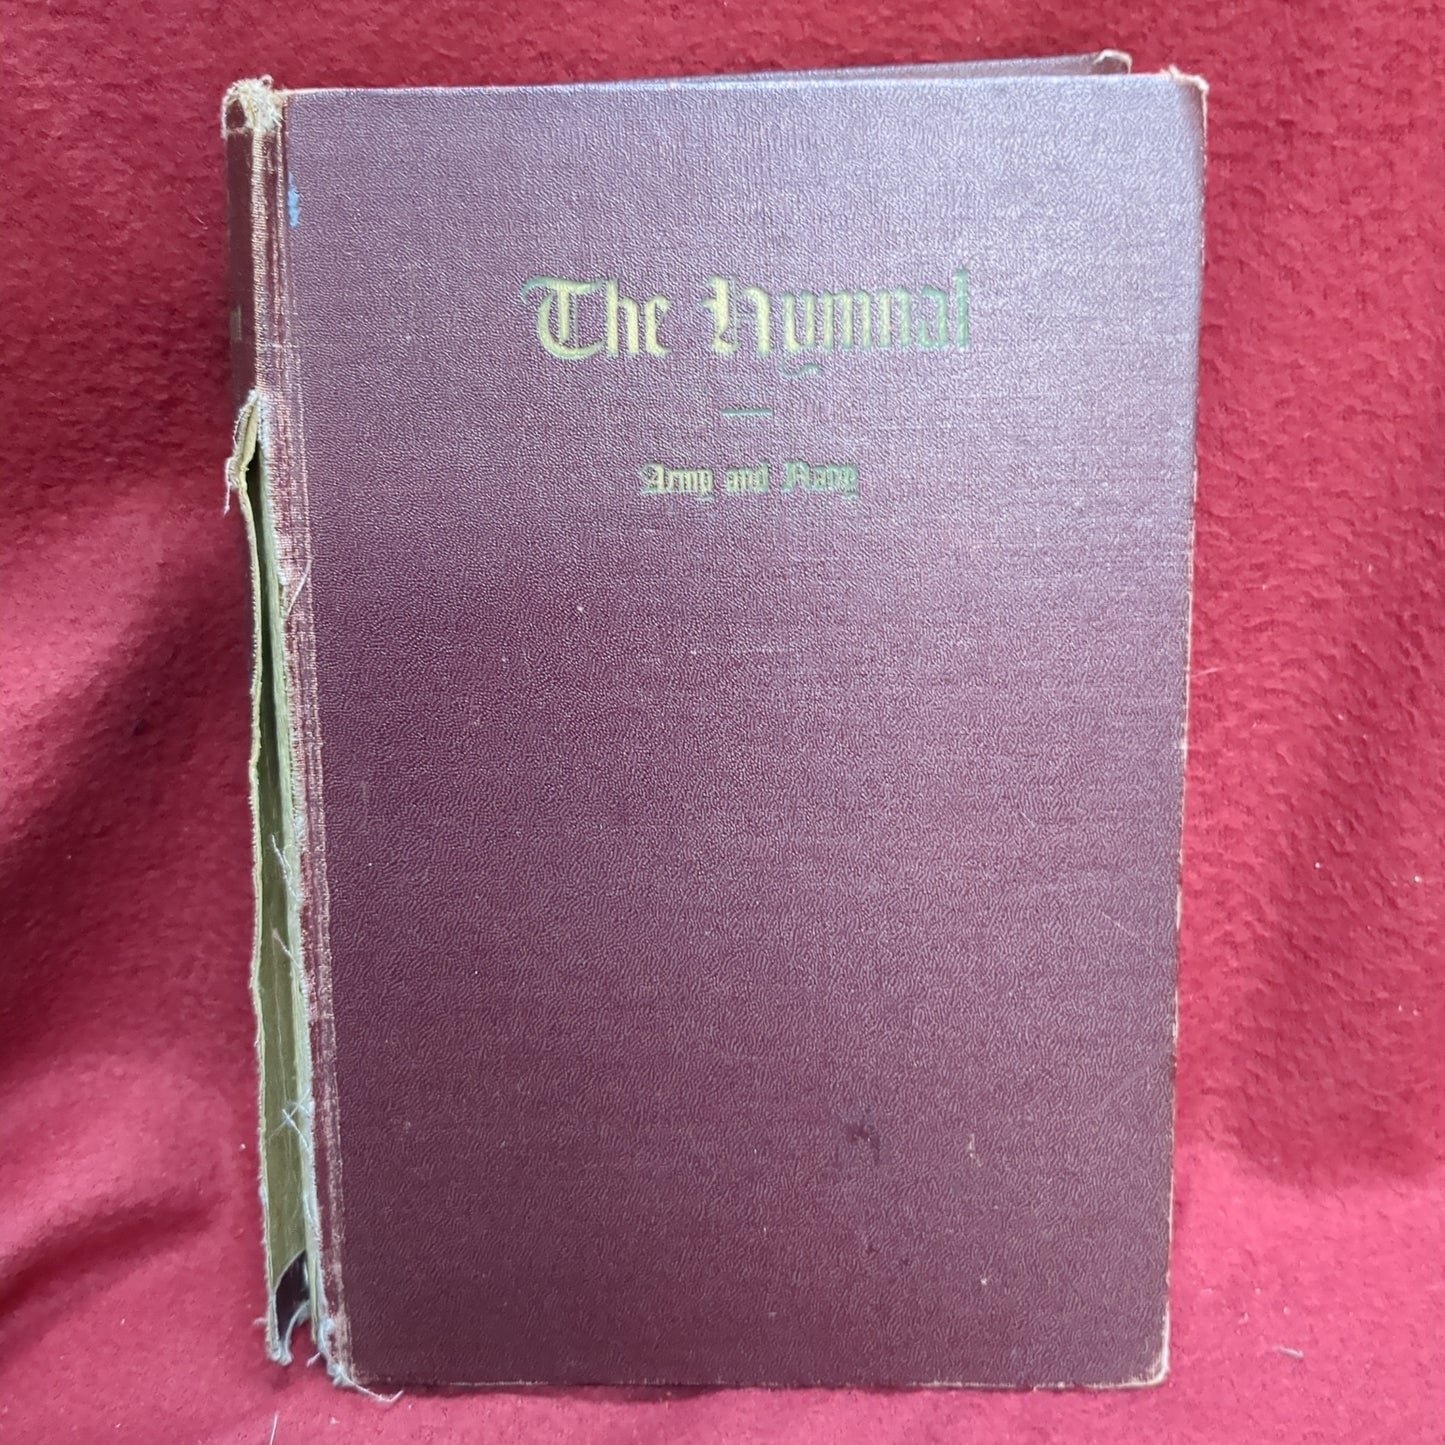 The Hymnal
Army and Navy